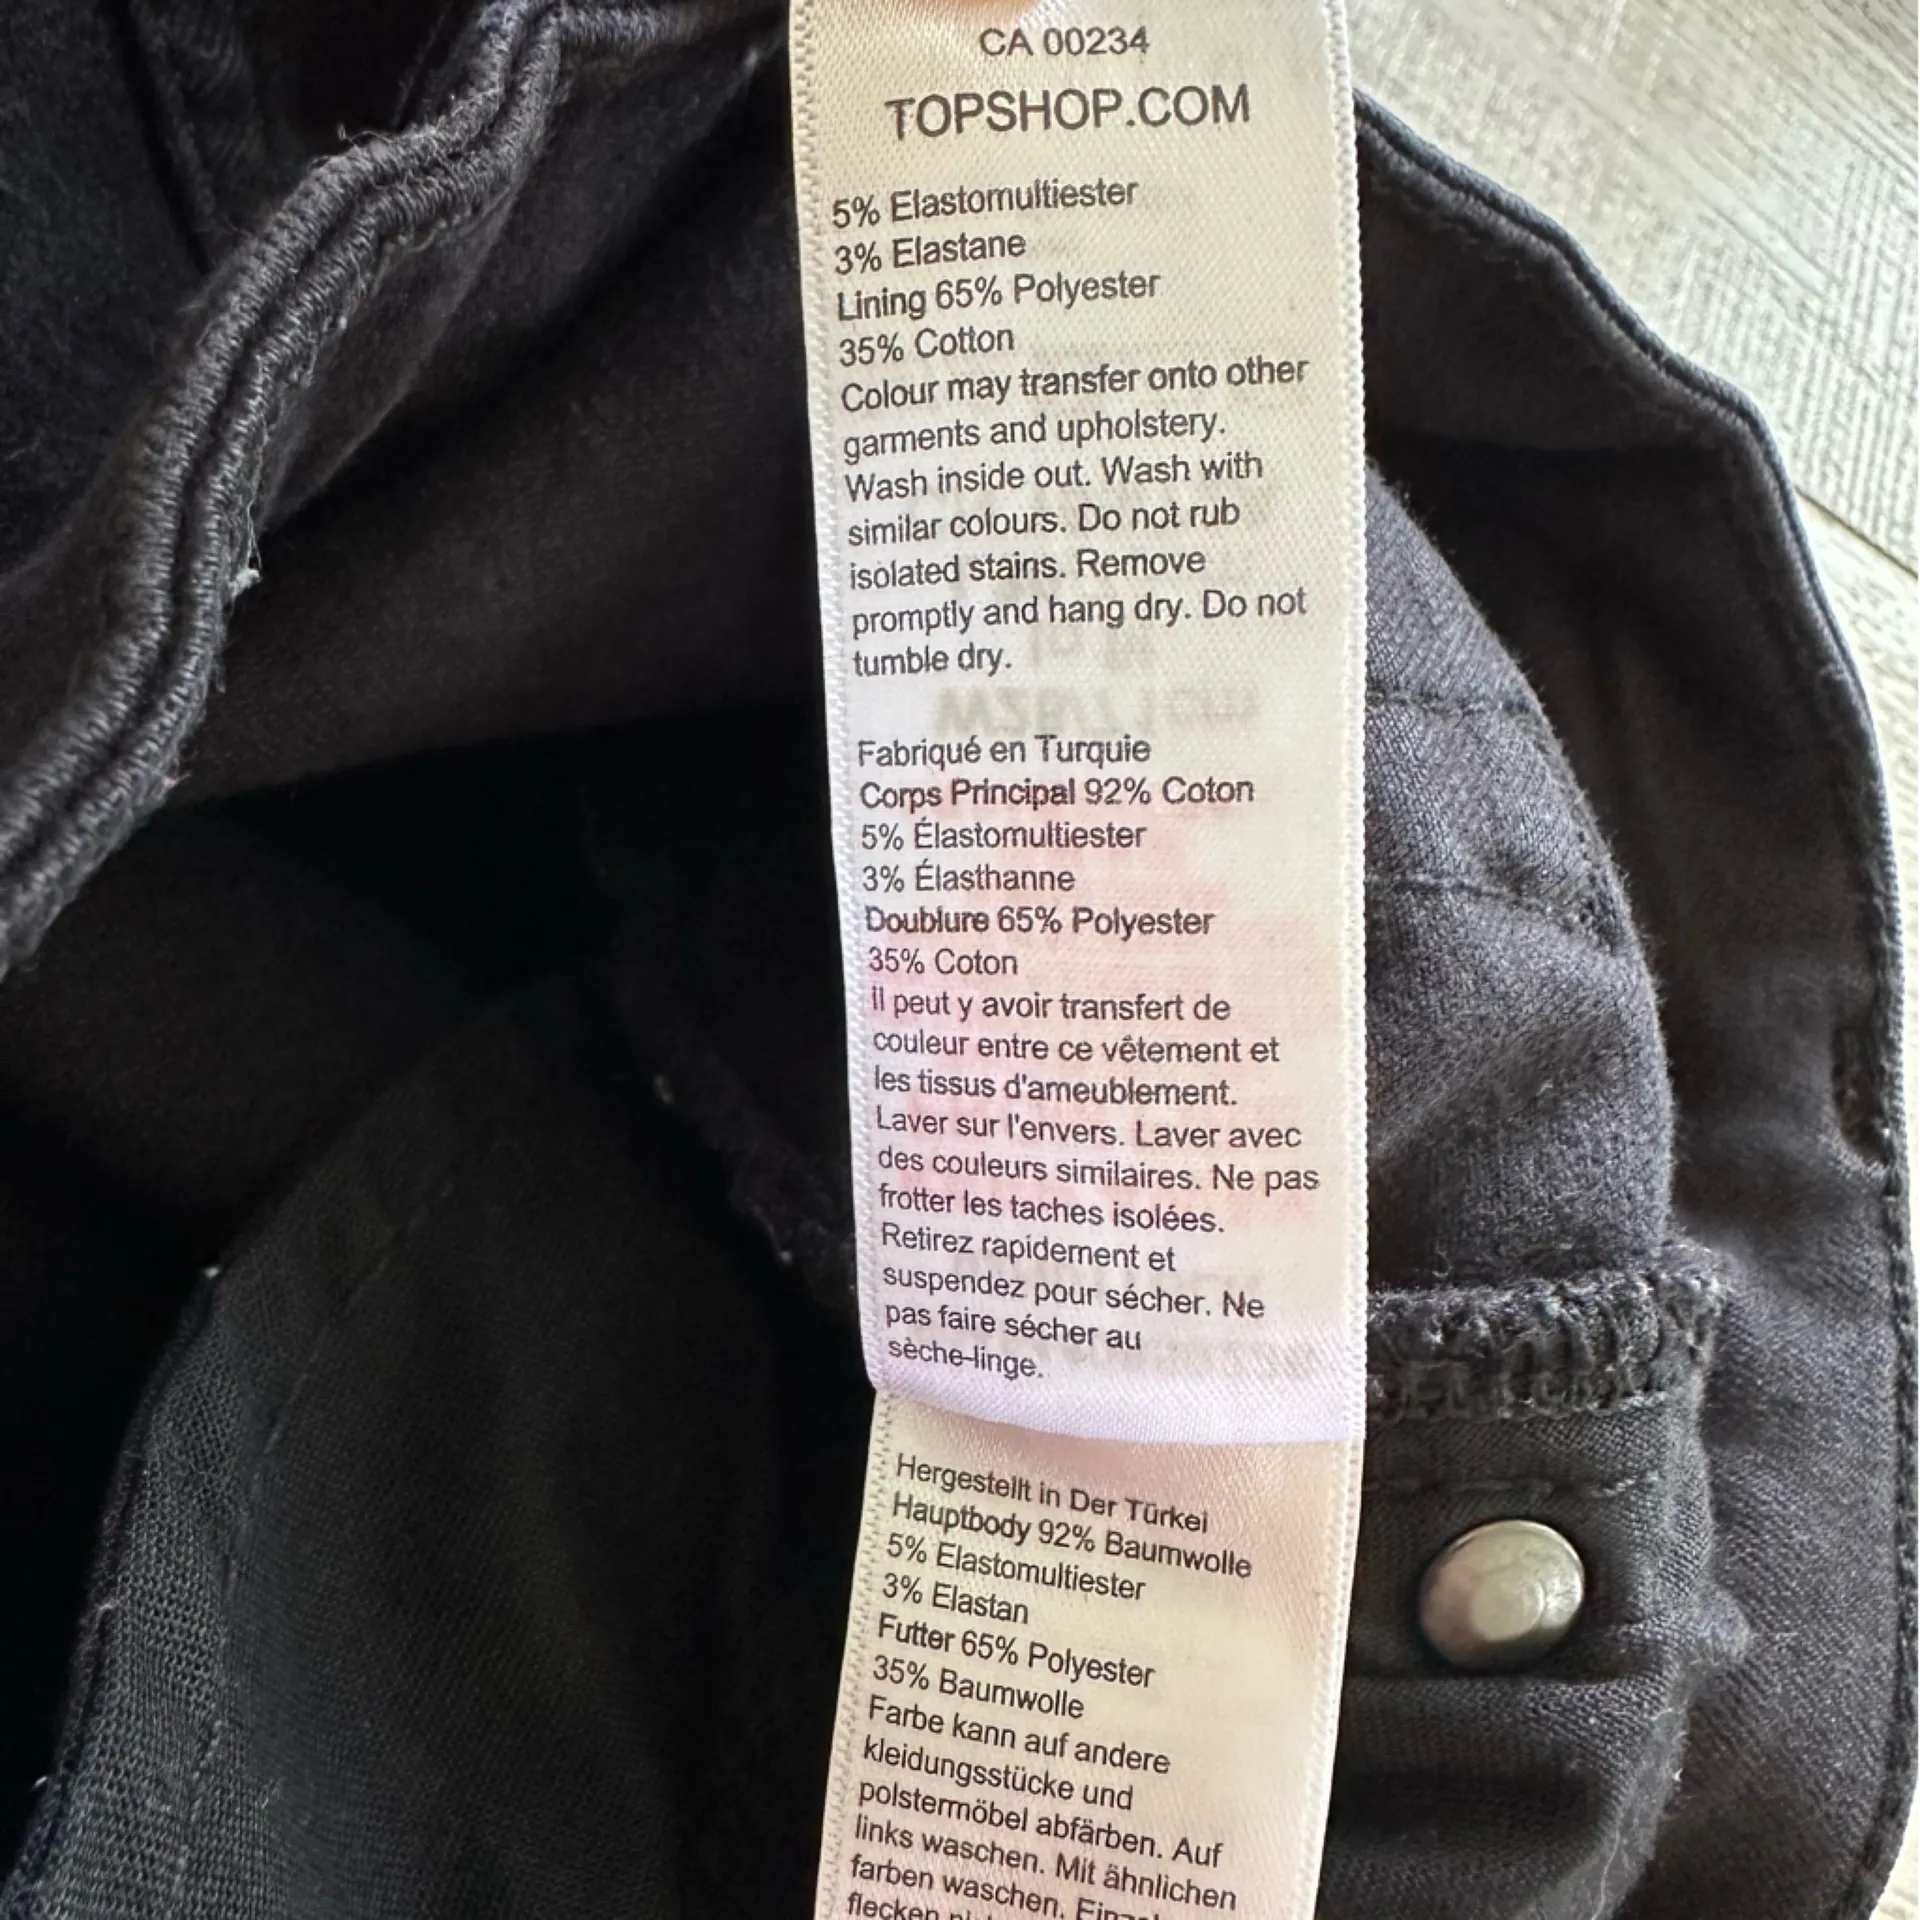 CA 00234
TOPSHOP.COM
5% Elastomultiester
3% Elastane
Lining 65% Polyester
35% Cotton
Colour may transfer onto other
garments and upholstery.
Wash inside out. Wash with
similar colours. Do not rub
isolated stains. Remove
promptly and hang dry. Do not
tumble dry.
Fabriqué en Turquie
Corps Principal 92% Coton
5% Élastomultiester
3% Élasthanne
Doublure 65% Polyester
35% Coton
Il peut y avoir transfert de
couleur entre ce vêtement et
les tissus d'ameublement.
Laver sur l'envers. Laver avec
des couleurs similaires. Ne pas
frotter les taches isolées.
Retirez rapidement et
suspendez pour sécher. Ne
pas faire sécher au
sèche-linge.
Hergestellt in Der Türkei
Hauptbody 92% Baumwolle
5% Elastomultiester
3% Elastan
Futter 65% Polyester
35% Baumwolle
Farbe kann auf andere
kleidungsstücke und
polstermöbel abfärben. Auf
links waschen. Mit ähnlichen
farben waschen.
flecken